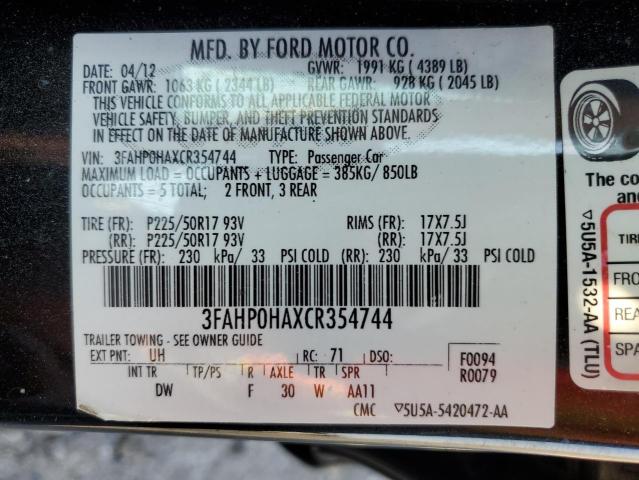 MFD. BY FORD MOTOR CO.
DATE: 04/12 GVWR: 1991 KG ( 4389 LB)
FRONT GAWR: 1063 KG ( 2344 LB) REAR GAWR: 928 KG ( 2045 LB)
THIS VEHICLE CONFORMS TO ALL APPLICABLE FEDERAL MOTOR
VEHICLE SAFETY, BUMPER, AND THEFT PREVENTION STANDARDS
IN EFFECT ON THE DATE OF MANUFACTURE SHOWN ABOVE.
VIN: 3FAHP0HAXCR354744 TYPE: Passenger Car
MAXIMUM LOAD = OCCUPANTS + LUGGAGE = 385KG/ 850LB
OCCUPANTS = 5 TOTAL; 2 FRONT, 3 REAR
TIRE (FR): P225/50R17 93V RIMS (FR): 17X7.5J
(RR): P225/50R17 93V (RR): 17X7.5J
PRESSURE (FR): 230 kPa/ 33 PSI COLD (RR): 230 kPa/ 33 PSI COLD
3FAHP0HAXCR354744
TRAILER TOWING - SEE OWNER GUIDE
EXT PNT: UH RC: 71 DSO: F0094
R0079
INT TR TP/PS R AXLE TR SPR
DW F 30 W AA11
CMC ▽5U5A-5420472-AA
The co
and
▽5U5A-1532-AA (TLU)
TIR
FRO
REA
SPA